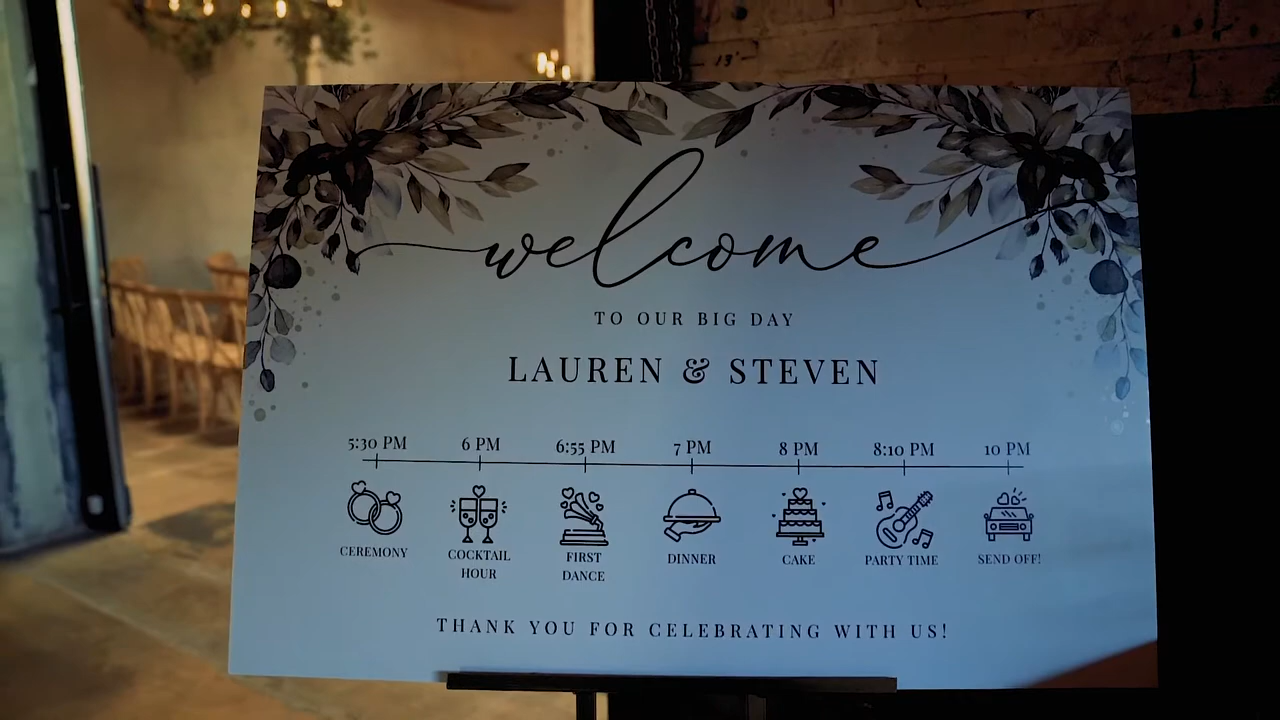 welcome
TO OUR BIG DAY
LAUREN & STEVEN
5:30 PM 6 PM 6:55 PM 7 PM 8 PM 8:10 PM 10 PM
CEREMONY COCKTAIL HOUR FIRST DANCE DINNER CAKE PARTY TIME SEND OFF!
THANK YOU FOR CELEBRATING WITH US!